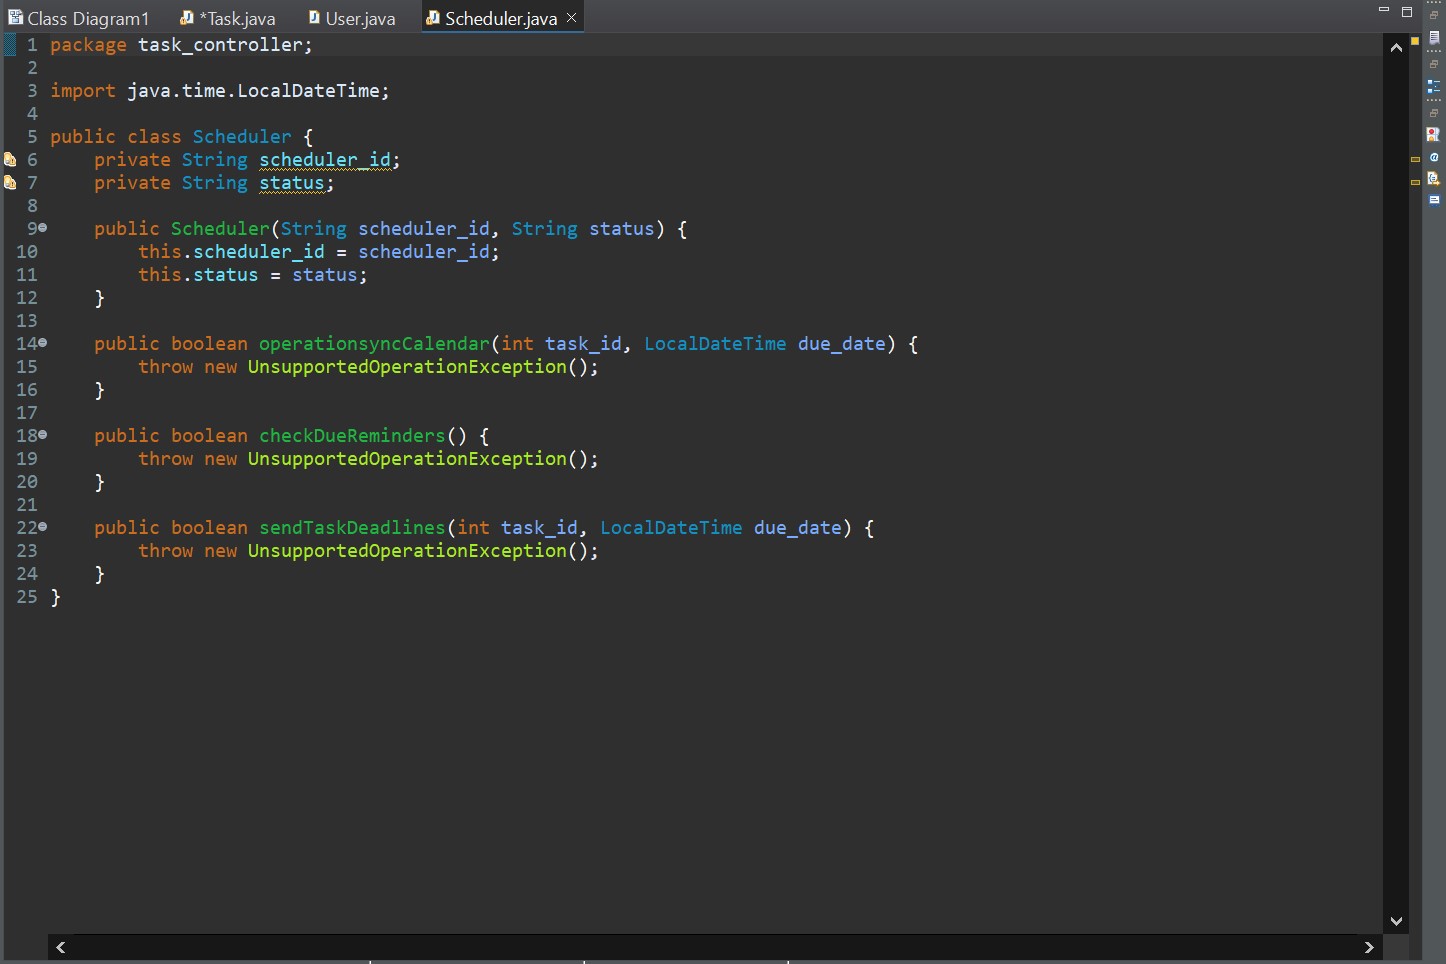 Class Diagram1 *Task.java User.java Scheduler.java
1 package task_controller;
2
3 import java.time.LocalDateTime;
4
5 public class Scheduler {
6     private String scheduler_id;
7     private String status;
8
9     public Scheduler(String scheduler_id, String status) {
10         this.scheduler_id = scheduler_id;
11         this.status = status;
12     }
13
14     public boolean operationsyncCalendar(int task_id, LocalDateTime due_date) {
15         throw new UnsupportedOperationException();
16     }
17
18     public boolean checkDueReminders() {
19         throw new UnsupportedOperationException();
20     }
21
22     public boolean sendTaskDeadlines(int task_id, LocalDateTime due_date) {
23         throw new UnsupportedOperationException();
24     }
25 }